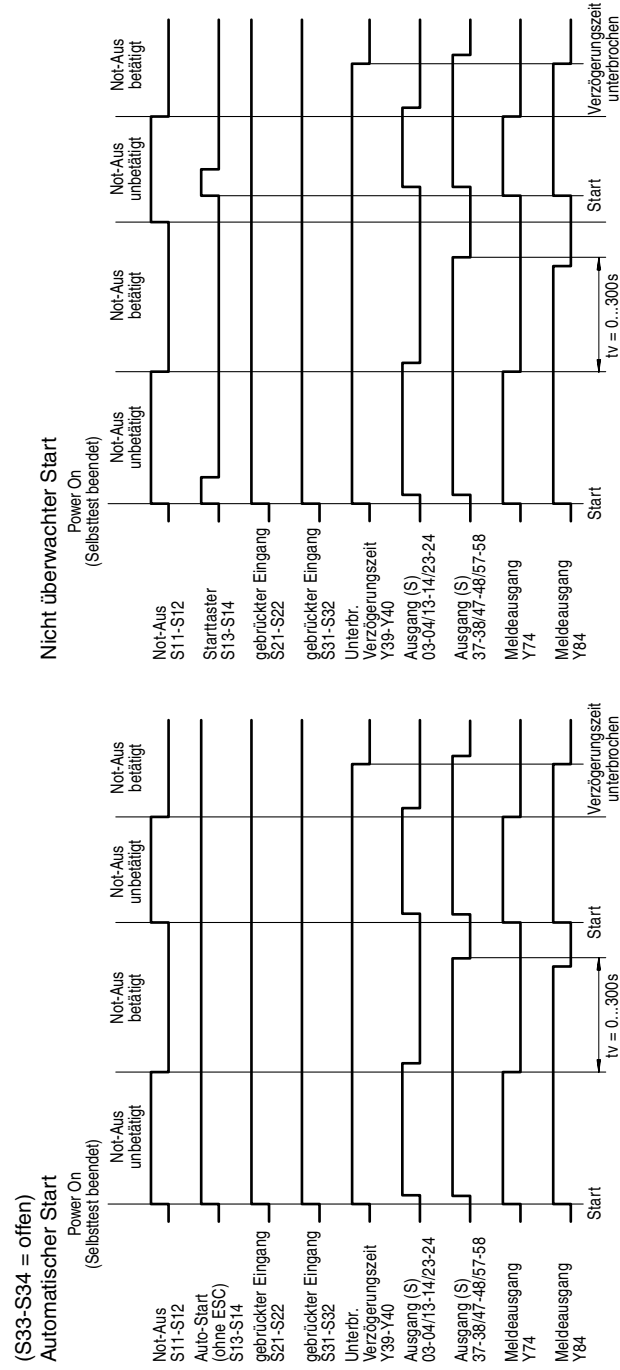 (S33-S34 = offen)
Automatischer Start
Power On
(Selbsttest beendet)
Not-Aus
unbetätigt
Not-Aus
betätigt
Not-Aus
unbetätigt
Not-Aus
betätigt
Not-Aus
S11-S12
Auto-Start
(ohne ESC)
S13-S14
gebrückter Eingang
S21-S22
gebrückter Eingang
S31-S32
Unterbr.
Verzögerungszeit
Y39-Y40
Ausgang (S)
03-04/13-14/23-24
Ausgang (S)
37-38/47-48/57-58
Meldeausgang
Y74
Meldeausgang
Y84
Start
tv = 0...300s
Start
Verzögerungszeit
unterbrochen
Nicht überwachter Start
Power On
(Selbsttest beendet)
Not-Aus
unbetätigt
Not-Aus
betätigt
Not-Aus
unbetätigt
Not-Aus
betätigt
Not-Aus
S11-S12
Starttaster
S13-S14
gebrückter Eingang
S21-S22
gebrückter Eingang
S31-S32
Unterbr.
Verzögerungszeit
Y39-Y40
Ausgang (S)
03-04/13-14/23-24
Ausgang (S)
37-38/47-48/57-58
Meldeausgang
Y74
Meldeausgang
Y84
Start
tv = 0...300s
Start
Verzögerungszeit
unterbrochen